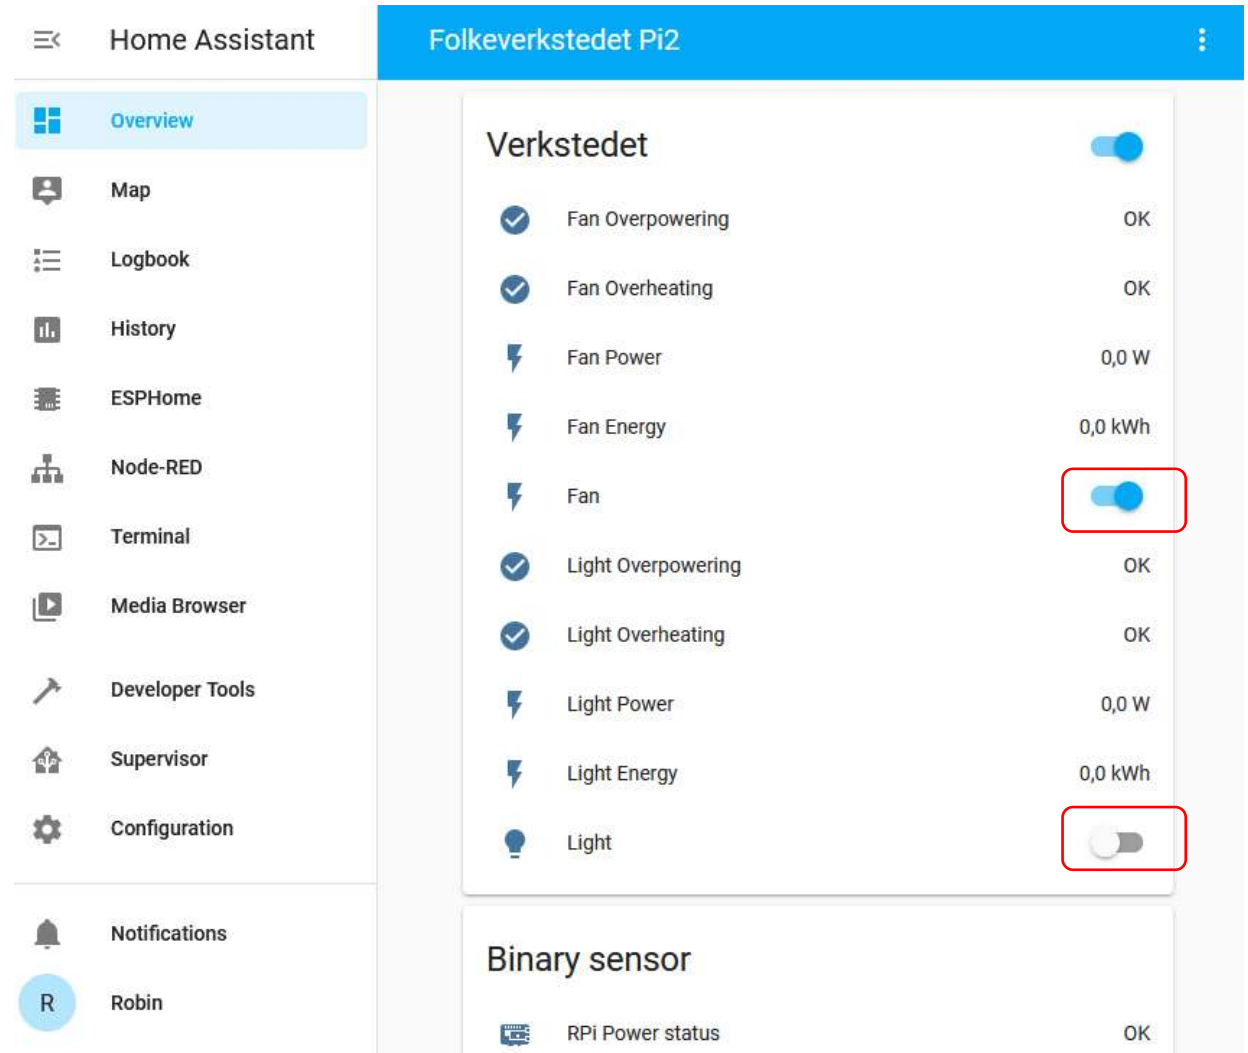 Home Assistant
Folkeverkstedet Pi2
Overview
Map
Logbook
History
ESPHome
Node-RED
Terminal
Media Browser
Developer Tools
Supervisor
Configuration
Notifications
R Robin
Verkstedet
Fan Overpowering OK
Fan Overheating OK
Fan Power 0,0 W
Fan Energy 0,0 kWh
Fan
Light Overpowering OK
Light Overheating OK
Light Power 0,0 W
Light Energy 0,0 kWh
Light
Binary sensor
RPi Power status OK